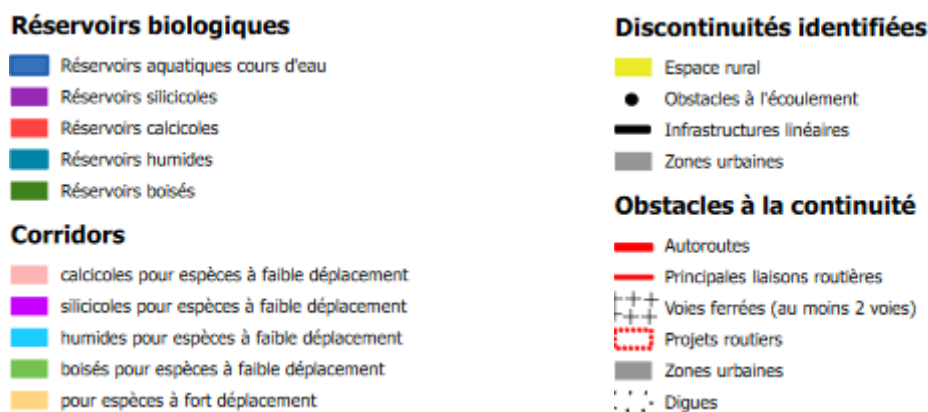 Réservoirs biologiques
Réservoirs aquatiques cours d'eau
Réservoirs silicicoles
Réservoirs calcicoles
Réservoirs humides
Réservoirs boisés
Corridors
calcicoles pour espèces à faible déplacement
silicicoles pour espèces à faible déplacement
humides pour espèces à faible déplacement
boisés pour espèces à faible déplacement
pour espèces à fort déplacement
Discontinuités identifiées
Espace rural
Obstacles à l'écoulement
Infrastructures linéaires
Zones urbaines
Obstacles à la continuité
Autoroutes
Principales liaisons routières
Voies ferrées (au moins 2 voies)
Projets routiers
Zones urbaines
Digues